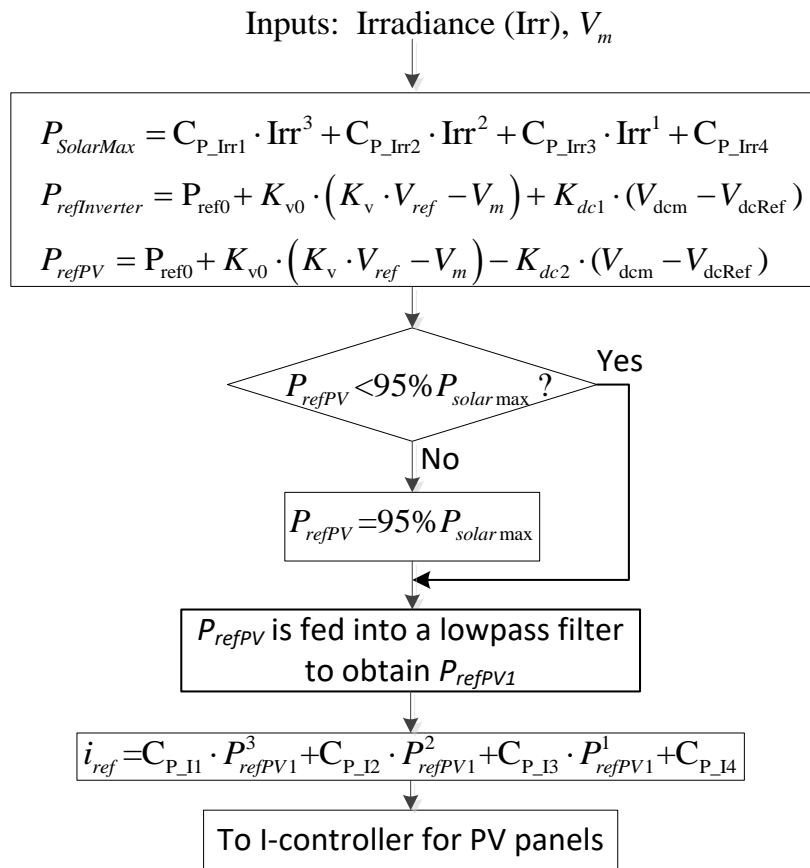 Inputs: Irradiance (Irr), V_m
P_SolarMax = C_P_Irr1 · Irr^3 + C_P_Irr2 · Irr^2 + C_P_Irr3 · Irr^1 + C_P_Irr4
P_refInverter = P_ref0 + K_v0 · (K_v · V_ref − V_m) + K_dc1 · (V_dcm − V_dcRef)
P_refPV = P_ref0 + K_v0 · (K_v · V_ref − V_m) − K_dc2 · (V_dcm − V_dcRef)
Yes
P_refPV <95% P_solar max ?
No
P_refPV =95% P_solar max
P_refPV is fed into a lowpass filter
to obtain P_refPV1
i_ref =C_P_I1 · P^3_refPV1 +C_P_I2 · P^2_refPV1 +C_P_I3 · P^1_refPV1 +C_P_I4
To I-controller for PV panels